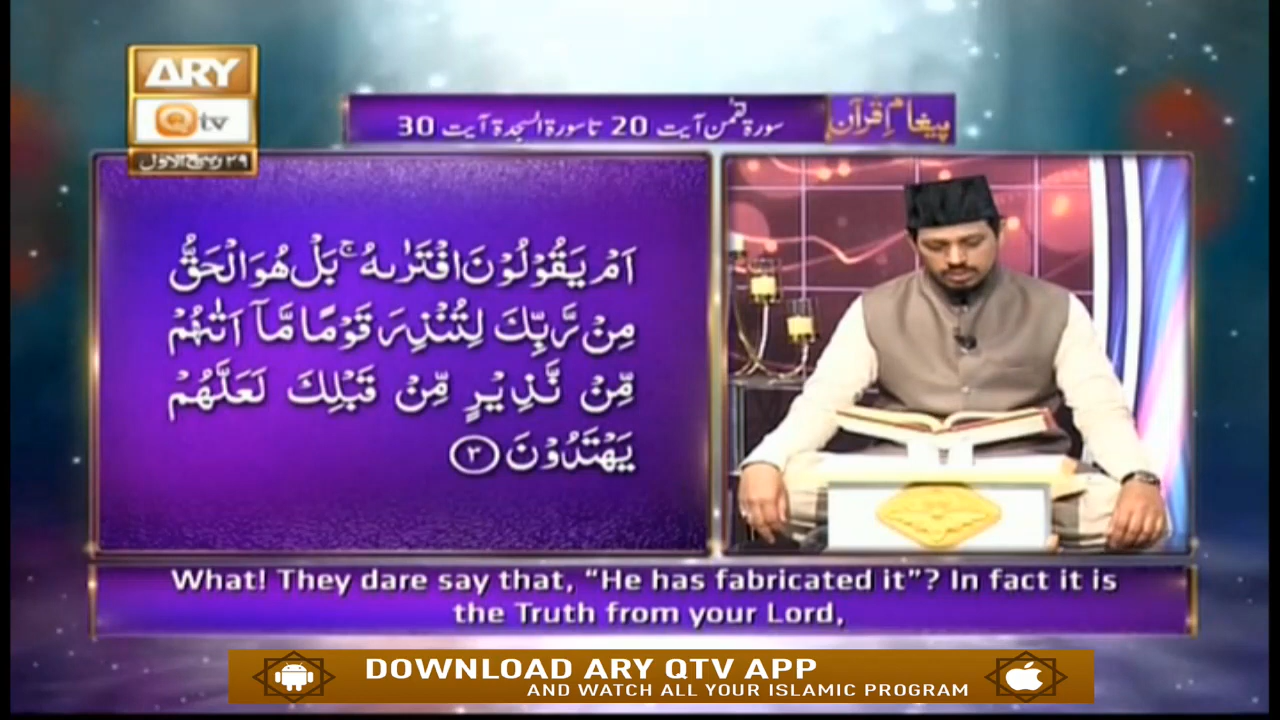 ARY
Qtv
۲۹ ربیع الاول
پیغامِ قرآن
سورۃ لقمٰن آیت 20 تا سورۃ السجدۃ آیت 30
اَمْ يَقُوْلُوْنَ افْتَرٰىهُ ۚ بَلْ هُوَ الْحَقُّ
مِنْ رَّبِّكَ لِتُنْذِرَ قَوْمًا مَّاۤ اَتٰىهُمْ
مِّنْ نَّذِيْرٍ مِّنْ قَبْلِكَ لَعَلَّهُمْ
يَهْتَدُوْنَ ۳
What! They dare say that, “He has fabricated it”? In fact it is
the Truth from your Lord,
DOWNLOAD ARY QTV APP
AND WATCH ALL YOUR ISLAMIC PROGRAM